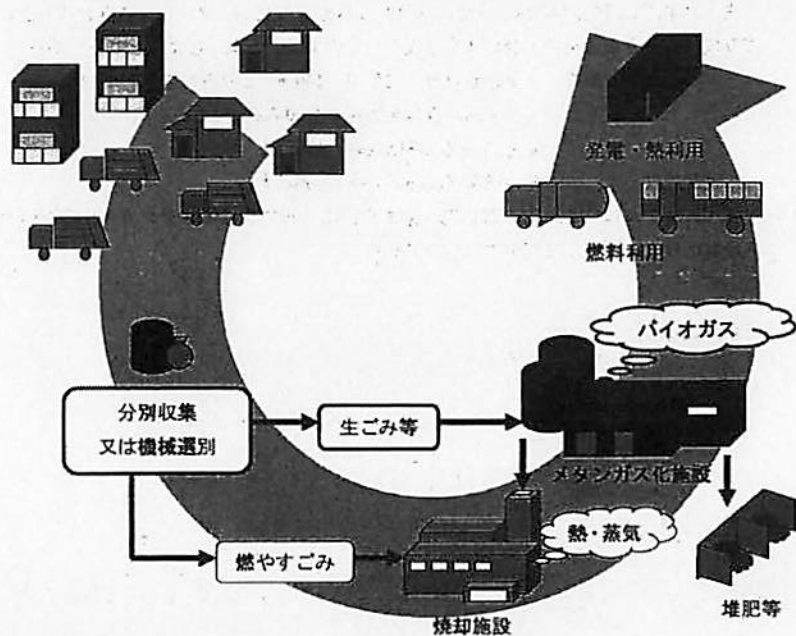 発電・熱利用
燃料利用
バイオガス
分別収集
又は機械選別
生ごみ等
メタンガス化施設
燃やすごみ
熱・蒸気
焼却施設
堆肥等